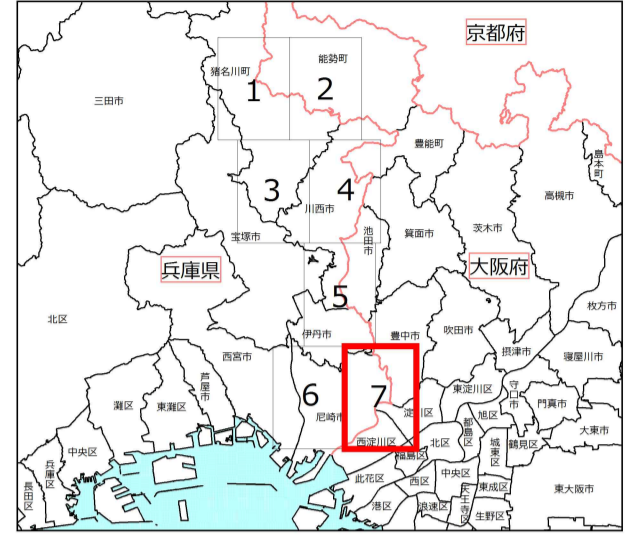 京都府
能勢町
猪名川町
1
2
三田市
豊能町
島本町
高槻市
3
4
川西市
茨木市
池田市
箕面市
宝塚市
兵庫県
大阪府
5
枚方市
北区
伊丹市
豊中市
吹田市
摂津市
寝屋川市
西宮市
芦屋市
6
7
東淀川区
守口市
門真市
灘区
東灘区
尼崎市
淀川区
旭区
都島区
大東市
中央区
西淀川区
北区
城東区
鶴見区
福島区
兵庫区
此花区
西区
中央区
東成区
東大阪市
長田区
港区
浪速区
天王寺区
生野区